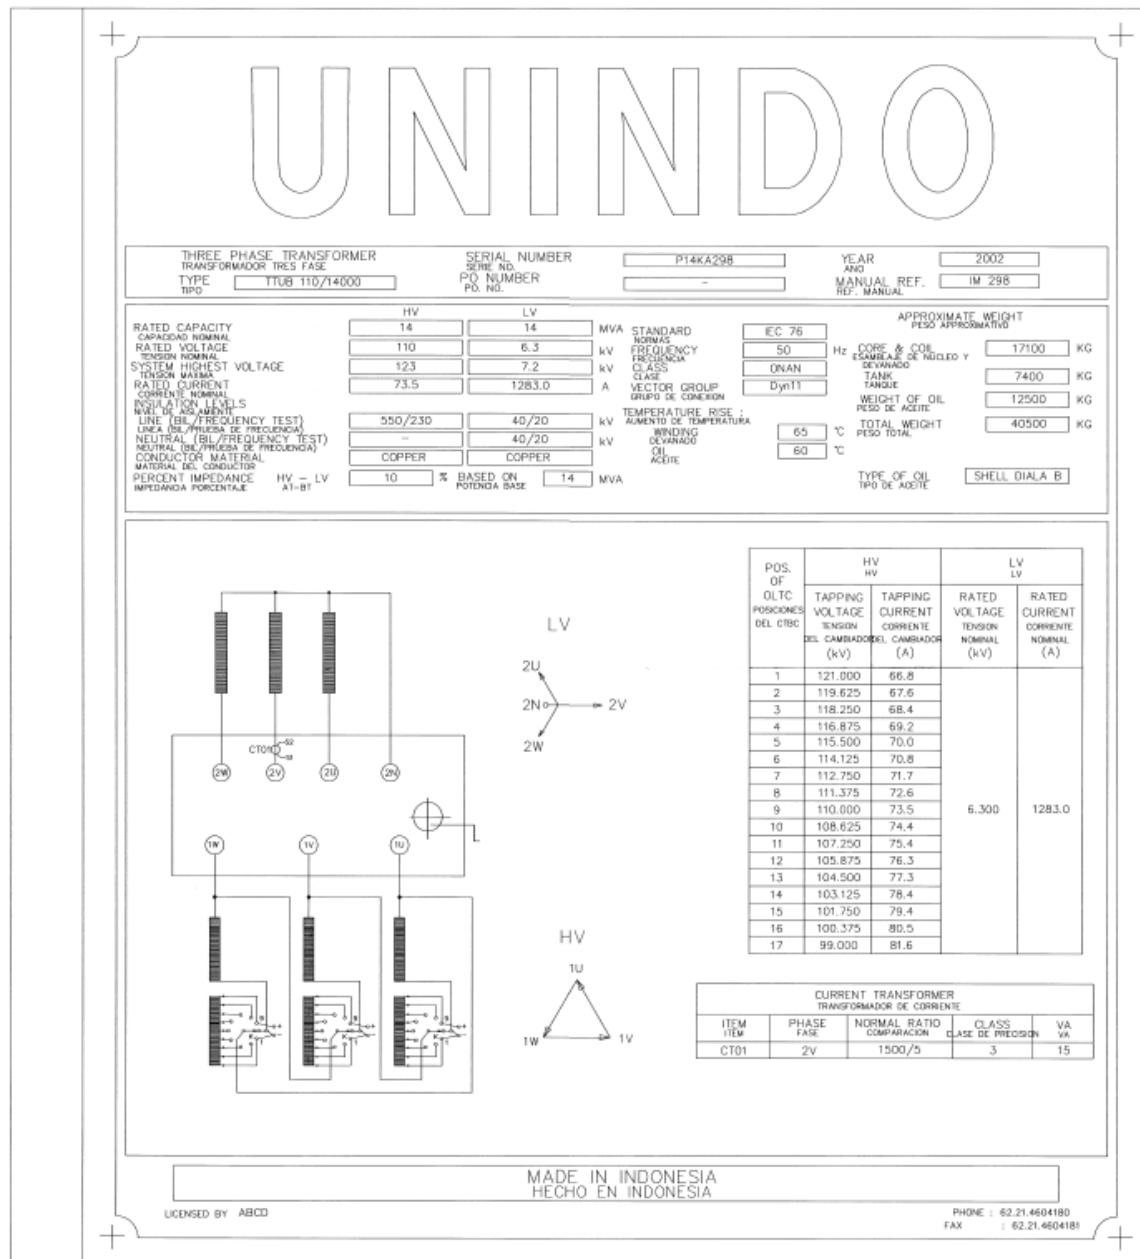 UNINDO
THREE PHASE TRANSFORMER
TRANSFORMADOR TRES FASE
SERIAL NUMBER P14KA298
SERIE NO.
YEAR 2002
ANO
TYPE TTUB 110/14000
TIPO
PO NUMBER -
PO. NO.
MANUAL REF. IM 298
REF. MANUAL
HV LV
RATED CAPACITY 14 14 MVA
CAPACIDAD NOMINAL
RATED VOLTAGE 110 6.3 kV
TENSION NOMINAL
SYSTEM HIGHEST VOLTAGE 123 7.2 kV
TENSION MAXIMA
RATED CURRENT 73.5 1283.0 A
CORRIENTE NOMINAL
INSULATION LEVELS
NIVEL DE AISLAMIENTO
LINE (BIL/FREQUENCY TEST) 550/230 40/20 kV
LINEA (BIL/PRUEBA DE FRECUENCIA)
NEUTRAL (BIL/FREQUENCY TEST) - 40/20 kV
NEUTRAL (BIL/PRUEBA DE FRECUENCIA)
CONDUCTOR MATERIAL COPPER COPPER
MATERIAL DEL CONDUCTOR
PERCENT IMPEDANCE HV - LV 10 % BASED ON 14 MVA
IMPEDANCIA PORCENTAJE AT-BT POTENCIA BASE
STANDARD IEC 76
NORMAS
FREQUENCY 50 Hz
FRECUENCIA
CLASS ONAN
CLASE
VECTOR GROUP Dyn11
GRUPO DE CONEXION
TEMPERATURE RISE :
AUMENTO DE TEMPERATURA
WINDING 65 °C
DEVANADO
OIL 60 °C
ACEITE
APPROXIMATE WEIGHT
PESO APPROXIMATIVO
CORE & COIL 17100 KG
ESAMBLAJE DE NUCLEO Y
DEVANADO
TANK 7400 KG
TANQUE
WEIGHT OF OIL 12500 KG
PESO DE ACEITE
TOTAL WEIGHT 40500 KG
PESO TOTAL
TYPE OF OIL SHELL DIALA B
TIPO DE ACEITE
LV
2U
2N 2V
2W
CT01 S2
S1
2W 2V 2U 2N
1W 1V 1U
HV
1U
1W 1V
POS. OF OLTC
POSICIONES DEL CTBC
HV
HV
LV
LV
TAPPING VOLTAGE
TENSION DEL CAMBIADOR
(kV)
TAPPING CURRENT
CORRIENTE DEL CAMBIADOR
(A)
RATED VOLTAGE
TENSION NOMINAL
(kV)
RATED CURRENT
CORRIENTE NOMINAL
(A)
1 121.000 66.8
2 119.625 67.6
3 118.250 68.4
4 116.875 69.2
5 115.500 70.0
6 114.125 70.8
7 112.750 71.7
8 111.375 72.6
9 110.000 73.5 6.300 1283.0
10 108.625 74.4
11 107.250 75.4
12 105.875 76.3
13 104.500 77.3
14 103.125 78.4
15 101.750 79.4
16 100.375 80.5
17 99.000 81.6
CURRENT TRANSFORMER
TRANSFORMADOR DE CORRIENTE
ITEM PHASE NORMAL RATIO CLASS VA
ITEM FASE COMPARACION CLASE DE PRECISION VA
CT01 2V 1500/5 3 15
MADE IN INDONESIA
HECHO EN INDONESIA
LICENSED BY ABCD
PHONE : 62.21.4604180
FAX : 62.21.4604181